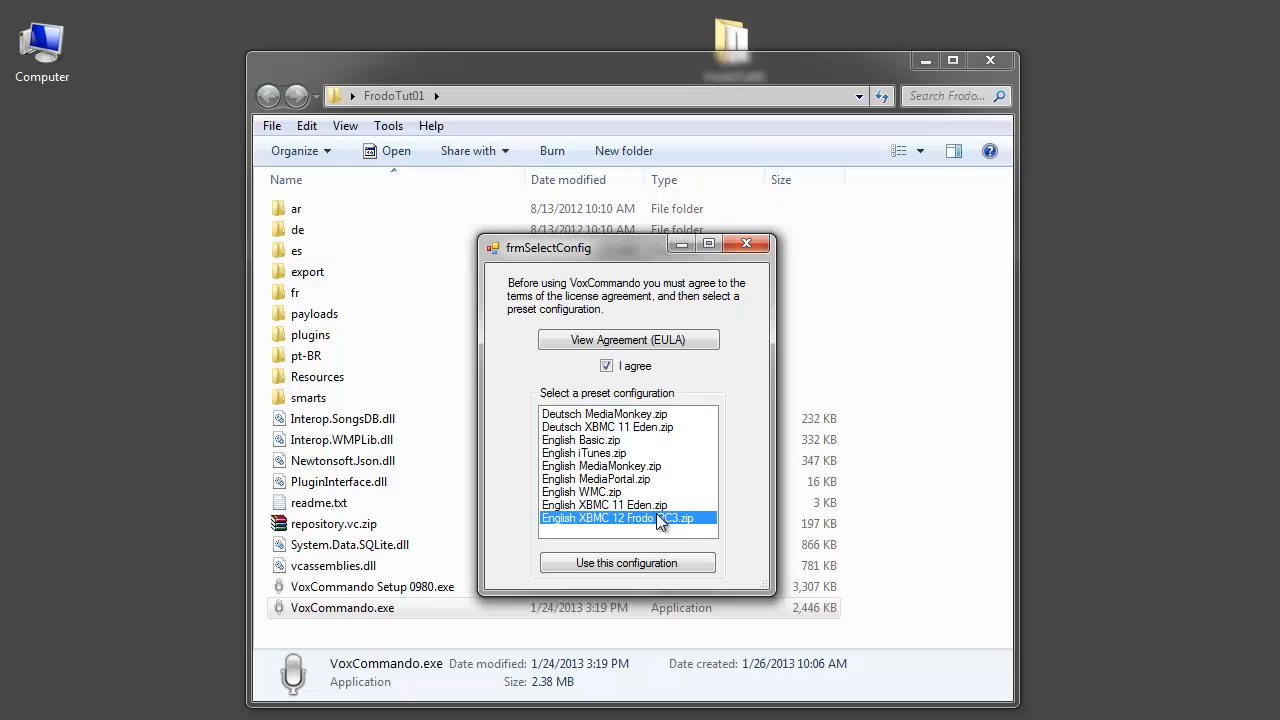 Computer
FrodoTut01
Search Frodo...
File Edit View Tools Help
Organize Open Share with Burn New folder
Name Date modified Type Size
ar 8/13/2012 10:10 AM File folder
de 8/13/2012 10:10 AM File folder
es
export
fr
payloads
plugins
pt-BR
Resources
smarts
Interop.SongsDB.dll 232 KB
Interop.WMPLib.dll 332 KB
Newtonsoft.Json.dll 347 KB
PluginInterface.dll 16 KB
readme.txt 3 KB
repository.vc.zip 197 KB
System.Data.SQLite.dll 866 KB
vcassemblies.dll 781 KB
VoxCommando Setup 0980.exe 3,307 KB
VoxCommando.exe 1/24/2013 3:19 PM Application 2,446 KB
frmSelectConfig
Before using VoxCommando you must agree to the
terms of the license agreement, and then select a
preset configuration.
View Agreement (EULA)
I agree
Select a preset configuration
Deutsch MediaMonkey.zip
Deutsch XBMC 11 Eden.zip
English Basic.zip
English iTunes.zip
English MediaMonkey.zip
English MediaPortal.zip
English WMC.zip
English XBMC 11 Eden.zip
English XBMC 12 Frodo RC3.zip
Use this configuration
VoxCommando.exe Date modified: 1/24/2013 3:19 PM Date created: 1/26/2013 10:06 AM
Application Size: 2.38 MB